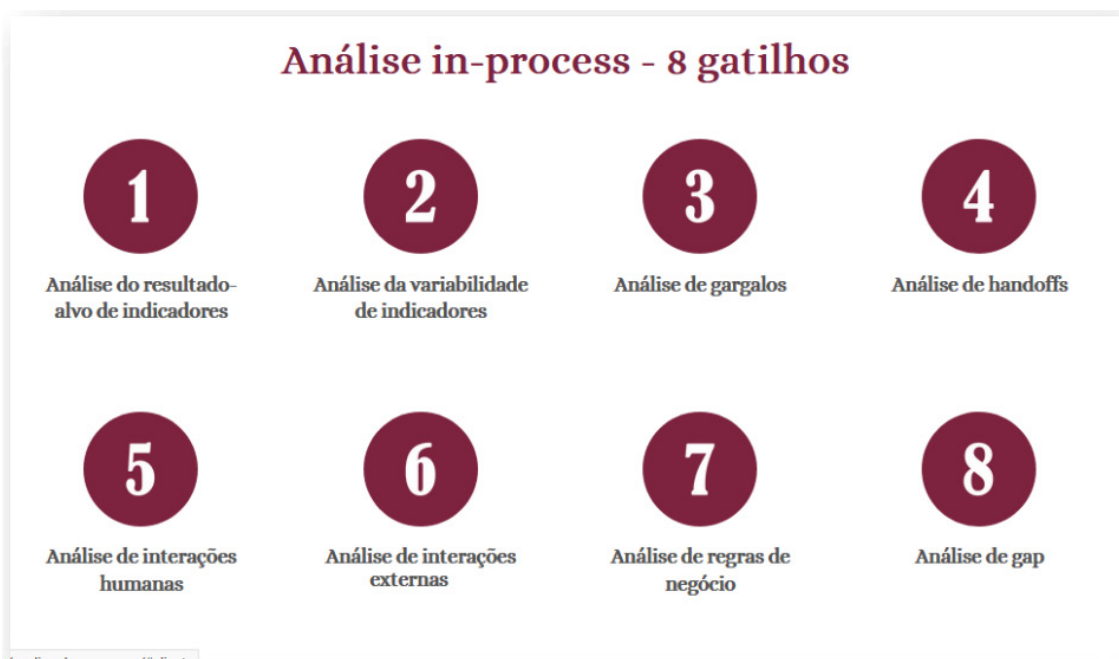 Análise in-process - 8 gatilhos
1
2
3
4
Análise do resultado-
alvo de indicadores
Análise da variabilidade
de indicadores
Análise de gargalos
Análise de handoffs
5
6
7
8
Análise de interações
humanas
Análise de interações
externas
Análise de regras de
negócio
Análise de gap